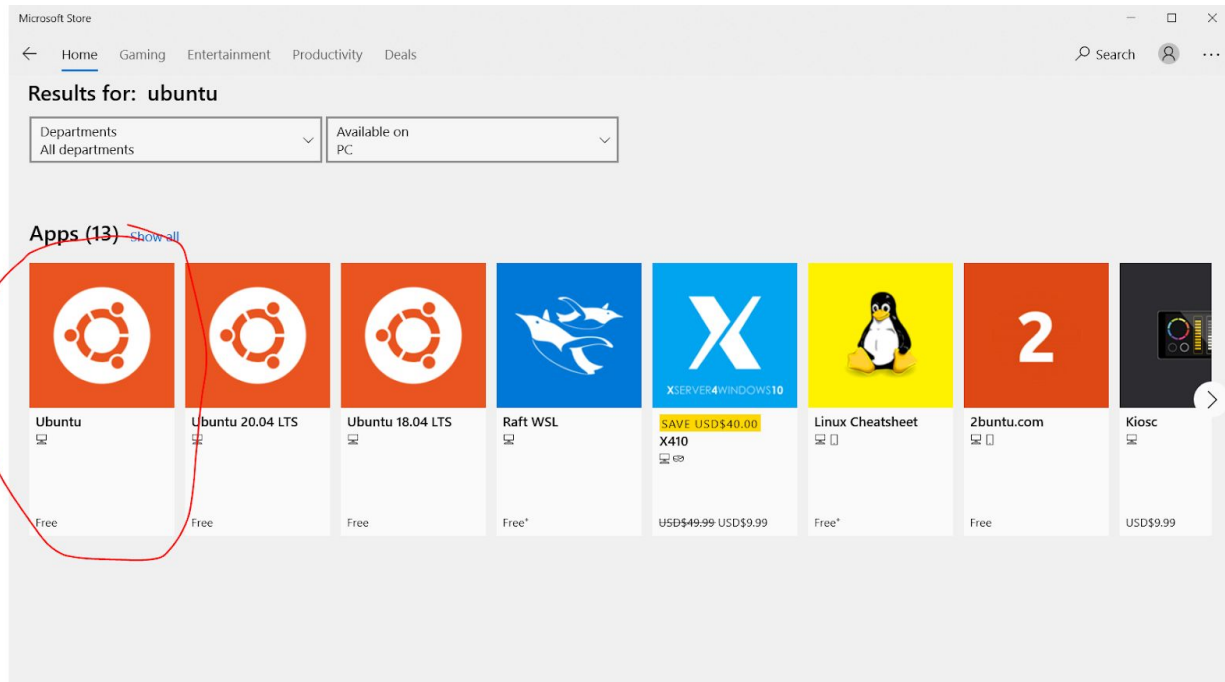 Microsoft Store
Home Gaming Entertainment Productivity Deals Search
Results for: ubuntu
Departments
All departments
Available on
PC
Apps (13) Show all
XSERVER4WINDOWS10
2
Ubuntu
Free
Ubuntu 20.04 LTS
Free
Ubuntu 18.04 LTS
Free
Raft WSL
Free*
SAVE USD$40.00
X410
USD$49.99 USD$9.99
Linux Cheatsheet
Free*
2buntu.com
Free
Kiosc
USD$9.99